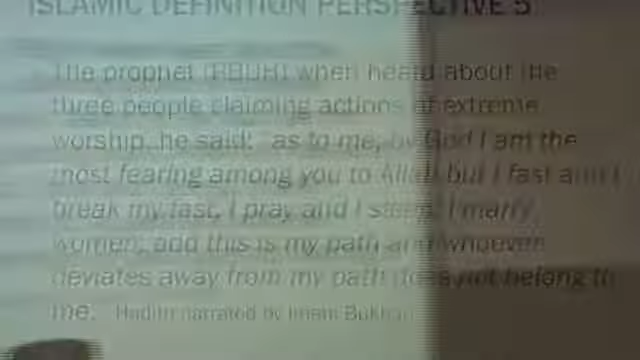 ISLAMIC DEFINITION PERSPECTIVE 5
The prophet (PBUH) when heard about the
three people claiming actions of extreme
worship, he said: as to me, by God I am the
most fearing among you to Allah but I fast and I
break my fast, I pray and I sleep, I marry
women, and this is my path and whoever
deviates away from my path does not belong to
me. Hadith narrated by Imam Bukhari